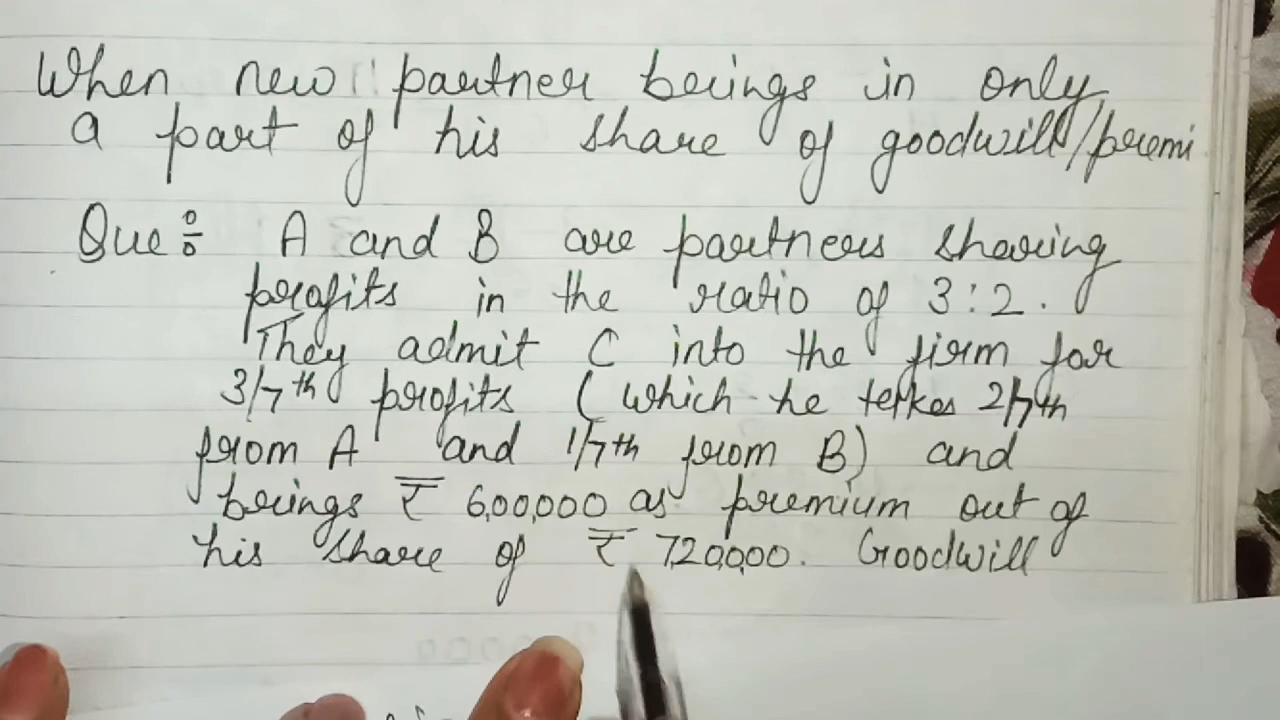 When new partner brings in only
a part of his share of goodwill/premi
Que: A and B are partners sharing
profits in the ratio of 3:2.
They admit C into the firm for
3/7th profits (which he takes 2/7th
from A and 1/7th from B) and
brings ₹ 6,00,000 as premium out of
his share of ₹ 7,20,000. Goodwill